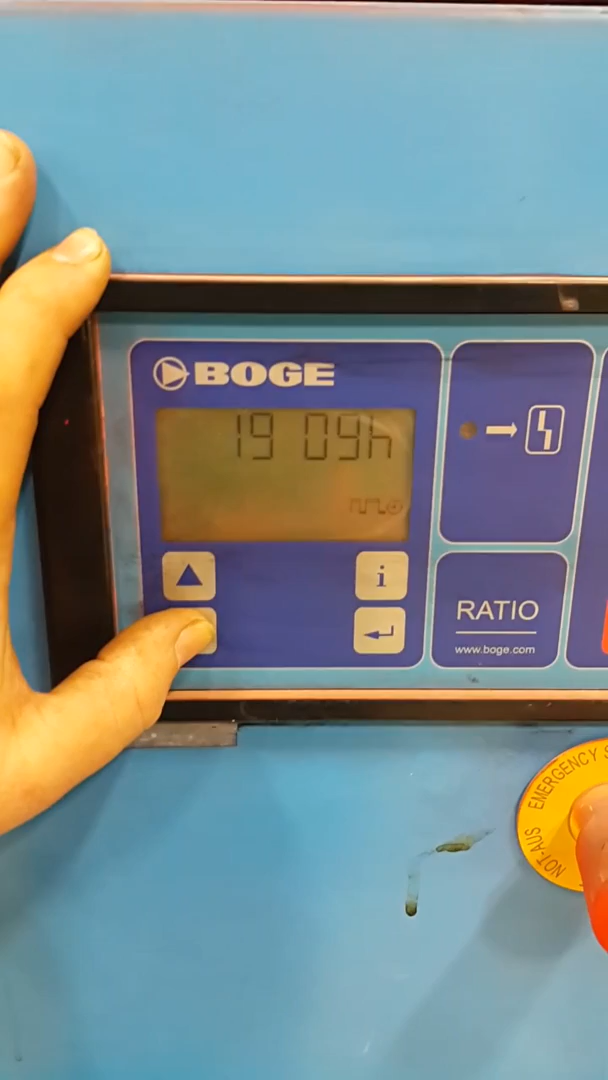 BOGE
19 09h
i
RATIO
www.boge.com
EMERGENCY S
NOT-AUS